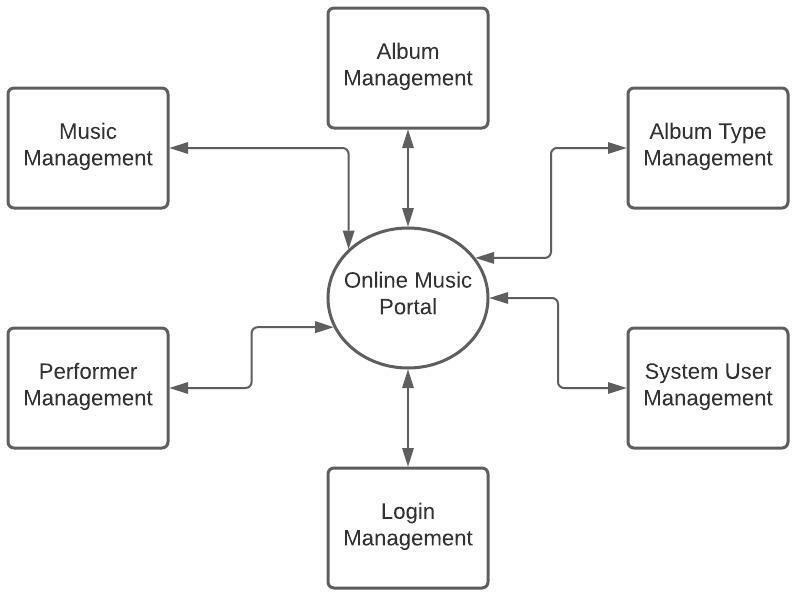 Album
Management
Music
Management
Album Type
Management
Online Music
Portal
Performer
Management
System User
Management
Login
Management